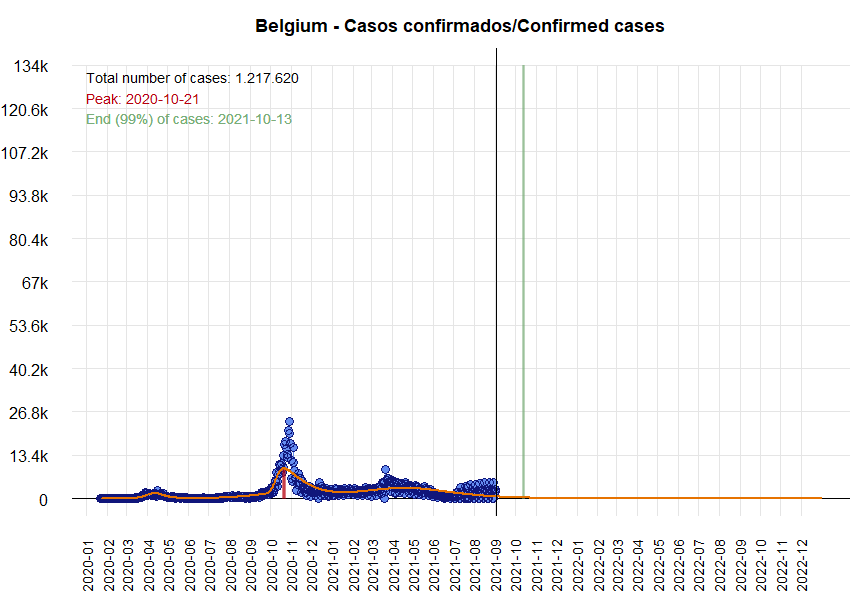 Belgium - Casos confirmados/Confirmed cases
134k
120.6k
107.2k
93.8k
80.4k
67k
53.6k
40.2k
26.8k
13.4k
0
Total number of cases: 1.217.620
Peak: 2020-10-21
End (99%) of cases: 2021-10-13
2020-01
2020-02
2020-03
2020-04
2020-05
2020-06
2020-07
2020-08
2020-09
2020-10
2020-11
2020-12
2021-01
2021-02
2021-03
2021-04
2021-05
2021-06
2021-07
2021-08
2021-09
2021-10
2021-11
2021-12
2022-01
2022-02
2022-03
2022-04
2022-05
2022-06
2022-07
2022-08
2022-09
2022-10
2022-11
2022-12